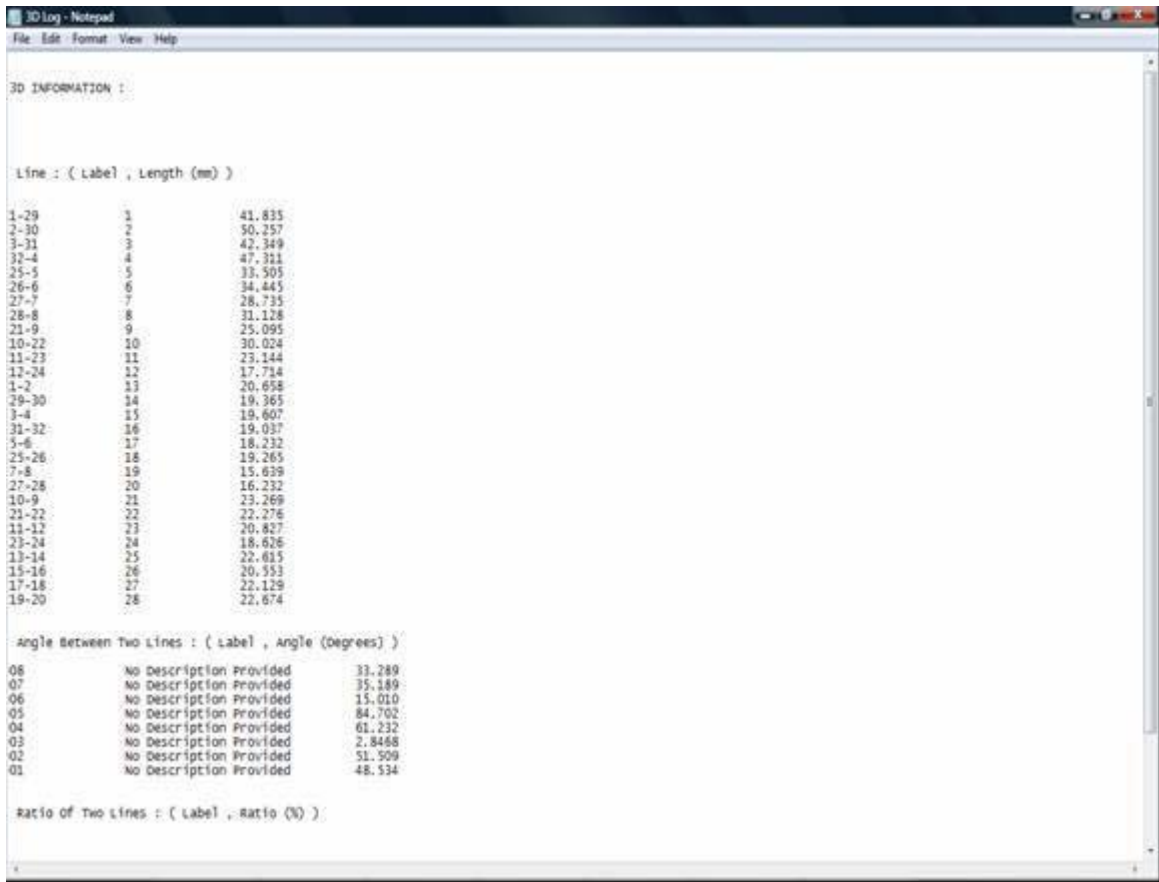 3D Log - Notepad
File Edit Format View Help
3D INFORMATION :
Line : ( Label , Length (mm) )
1-29 1 41.835
2-30 2 50.257
3-31 3 42.349
32-4 4 47.311
25-5 5 33.505
26-6 6 34.445
27-7 7 28.735
28-8 8 31.128
21-9 9 25.095
10-22 10 30.024
11-23 11 23.144
12-24 12 17.714
1-2 13 20.658
29-30 14 19.365
3-4 15 19.607
31-32 16 19.037
5-6 17 18.232
25-26 18 19.265
7-8 19 15.639
27-28 20 16.232
10-9 21 23.269
21-22 22 22.276
11-12 23 20.827
23-24 24 18.626
13-14 25 22.615
15-16 26 20.553
17-18 27 22.129
19-20 28 22.674
Angle Between Two Lines : ( Label , Angle (Degrees) )
O8 No Description Provided 33.289
O7 No Description Provided 35.189
O6 No Description Provided 15.010
O5 No Description Provided 84.702
O4 No Description Provided 61.232
O3 No Description Provided 2.8468
O2 No Description Provided 51.509
O1 No Description Provided 48.534
Ratio Of Two Lines : ( Label , Ratio (%) )